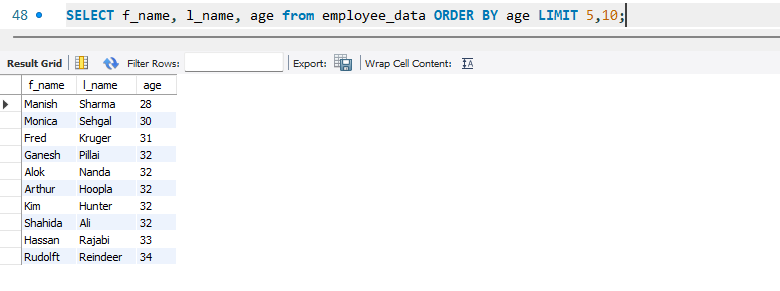 48 SELECT f_name, l_name, age from employee_data ORDER BY age LIMIT 5,10;
Result Grid Filter Rows: Export: Wrap Cell Content:
f_name l_name age
Manish Sharma 28
Monica Sehgal 30
Fred Kruger 31
Ganesh Pillai 32
Alok Nanda 32
Arthur Hoopla 32
Kim Hunter 32
Shahida Ali 32
Hassan Rajabi 33
Rudolft Reindeer 34